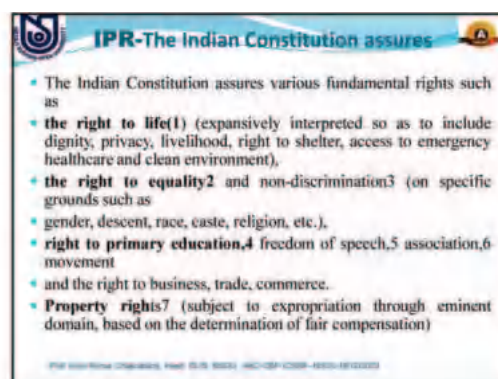 IPR-The Indian Constitution assures
A
• The Indian Constitution assures various fundamental rights such
as
• the right to life(1) (expansively interpreted so as to include
dignity, privacy, livelihood, right to shelter, access to emergency
healthcare and clean environment),
• the right to equality2 and non-discrimination3 (on specific
grounds such as
• gender, descent, race, caste, religion, etc.),
• right to primary education,4 freedom of speech,5 association,6
movement
• and the right to business, trade, commerce.
• Property rights7 (subject to expropriation through eminent
domain, based on the determination of fair compensation)